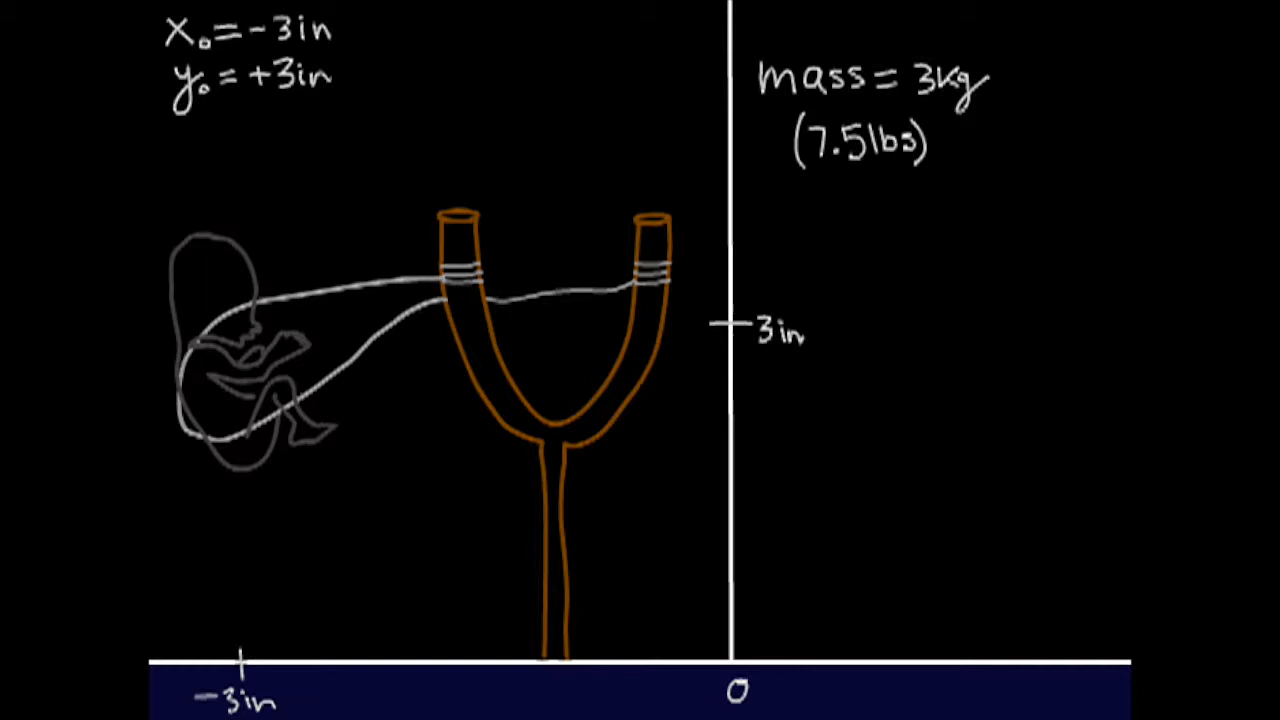 x₀ = -3in
y₀ = +3in
mass = 3kg
(7.5lbs)
3in
-3in
0